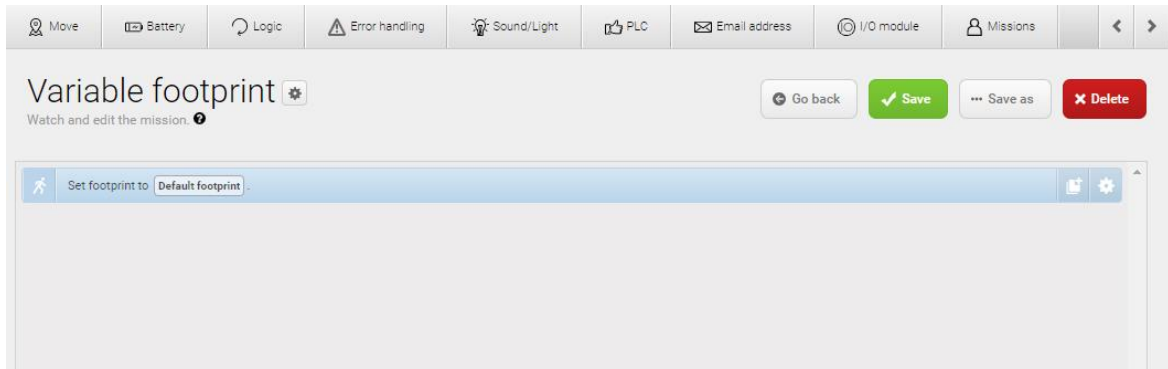 Move Battery Logic Error handling Sound/Light PLC Email address I/O module Missions
Variable footprint
Go back Save ••• Save as Delete
Watch and edit the mission.
Set footprint to Default footprint .